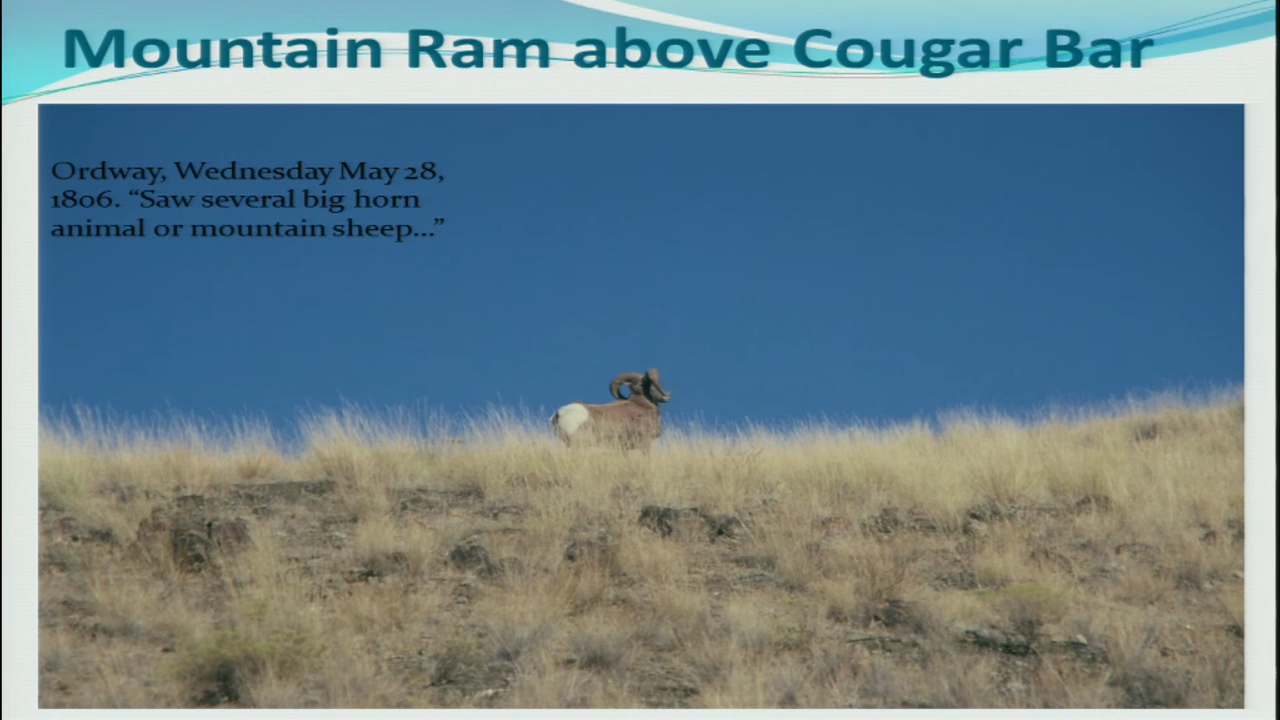 Mountain Ram above Cougar Bar
Ordway, Wednesday May 28,
1806. “Saw several big horn
animal or mountain sheep...”